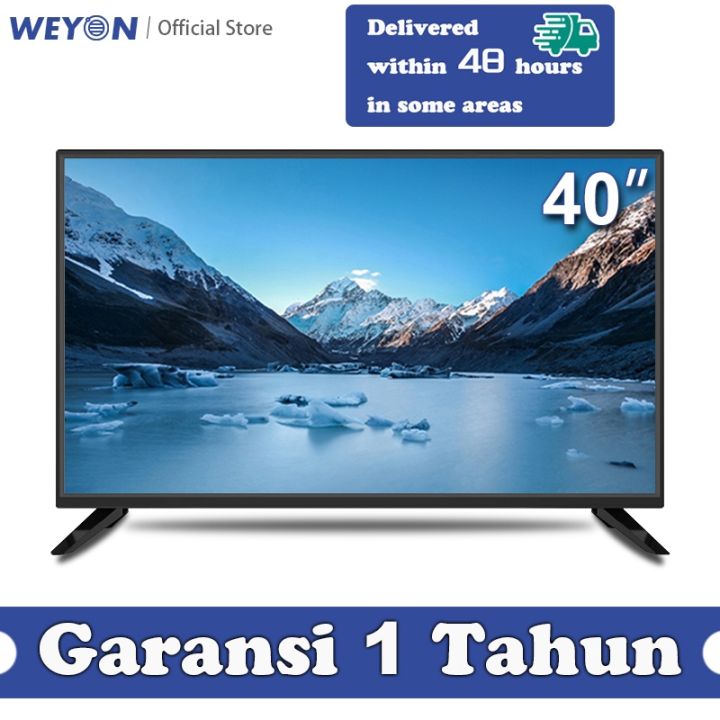 WEYON | Official Store
Delivered
within 48 hours
in some areas
40"
Garansi 1 Tahun